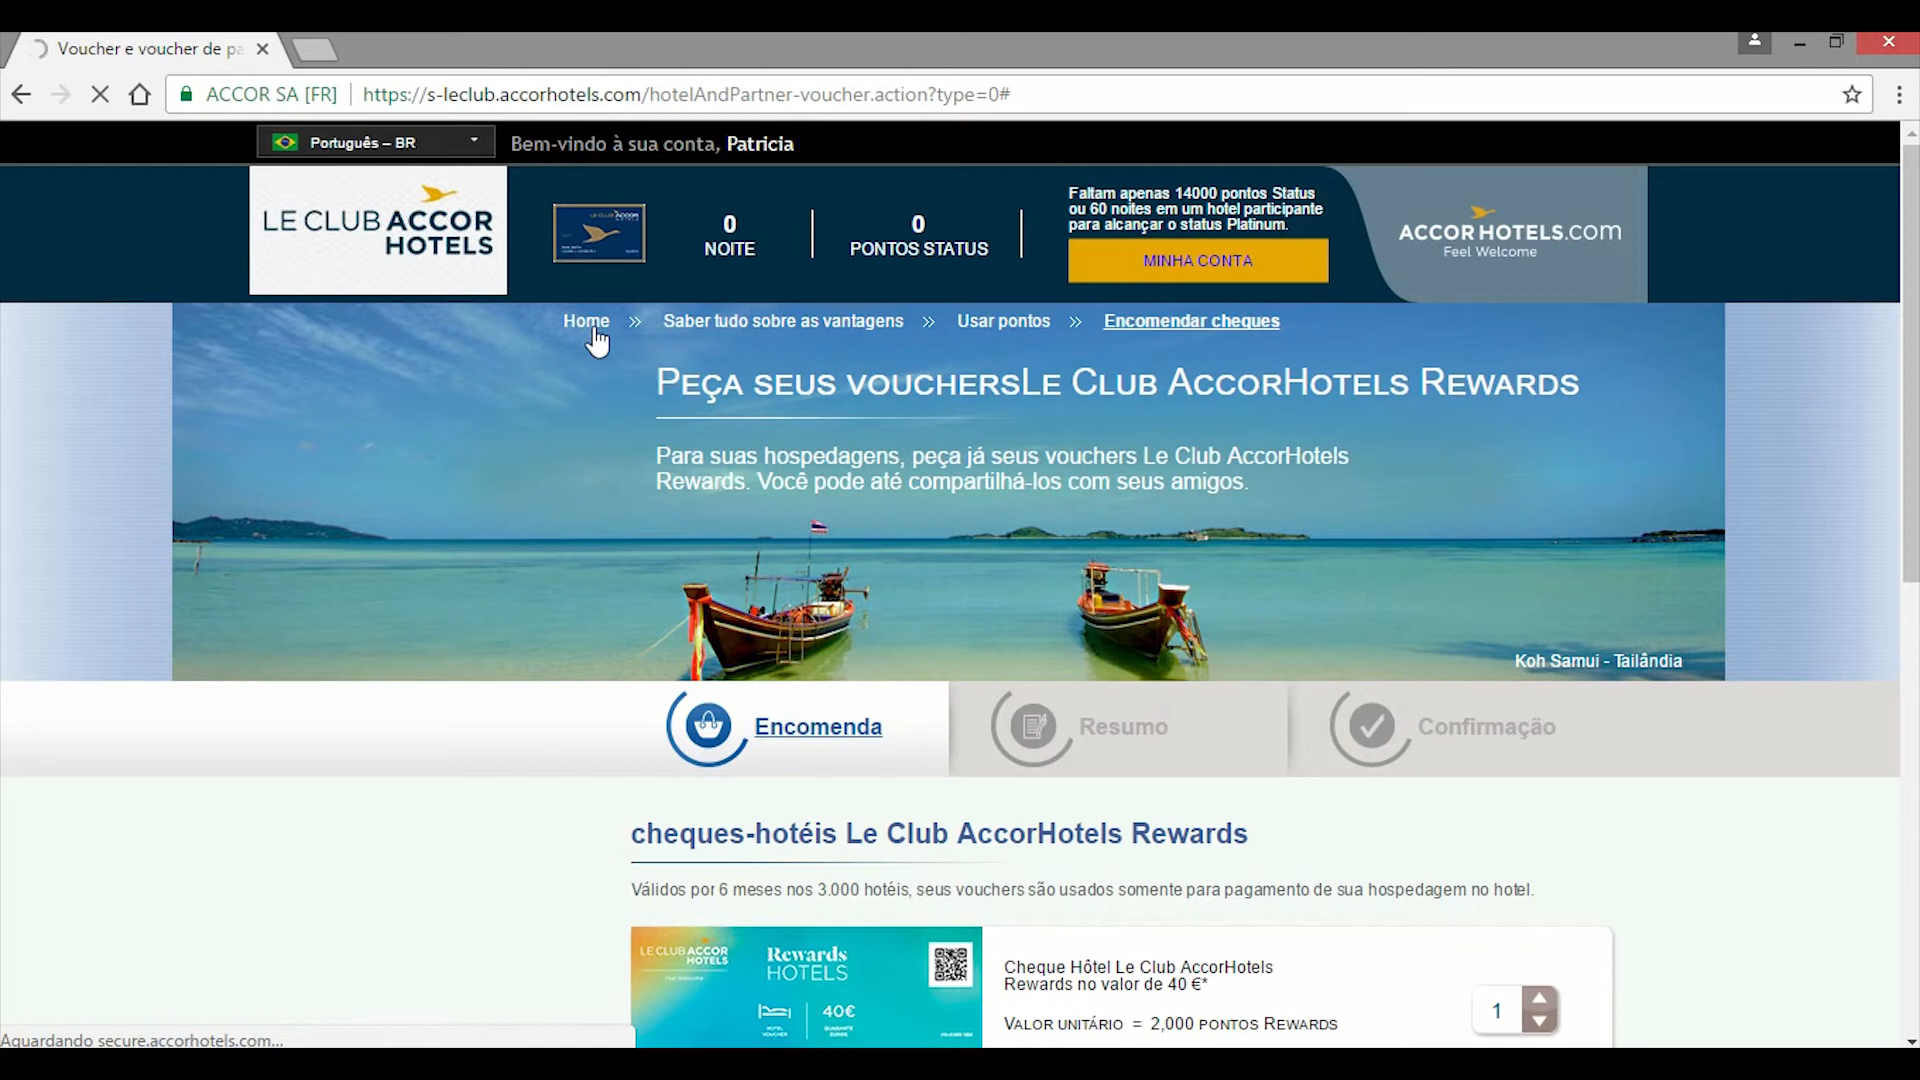 Voucher e voucher de pa
ACCOR SA [FR]
https://s-leclub.accorhotels.com/hotelAndPartner-voucher.action?type=0#
Português – BR
Bem-vindo à sua conta, Patricia
LE CLUB ACCOR
HOTELS
0
NOITE
0
PONTOS STATUS
Faltam apenas 14000 pontos Status
ou 60 noites em um hotel participante
para alcançar o status Platinum.
MINHA CONTA
ACCORHOTELS.com
Feel Welcome
Home » Saber tudo sobre as vantagens » Usar pontos » Encomendar cheques
PEÇA SEUS VOUCHERSLE CLUB ACCORHOTELS REWARDS
Para suas hospedagens, peça já seus vouchers Le Club AccorHotels
Rewards. Você pode até compartilhá-los com seus amigos.
Koh Samui - Tailândia
Encomenda
Resumo
Confirmação
cheques-hotéis Le Club AccorHotels Rewards
Válidos por 6 meses nos 3.000 hotéis, seus vouchers são usados somente para pagamento de sua hospedagem no hotel.
LE CLUB ACCOR
HOTELS
Feel Welcome
Rewards
HOTELS
40€
Cheque Hôtel Le Club AccorHotels
Rewards no valor de 40 €*
VALOR UNITÁRIO = 2,000 PONTOS REWARDS
1
Aguardando secure.accorhotels.com...